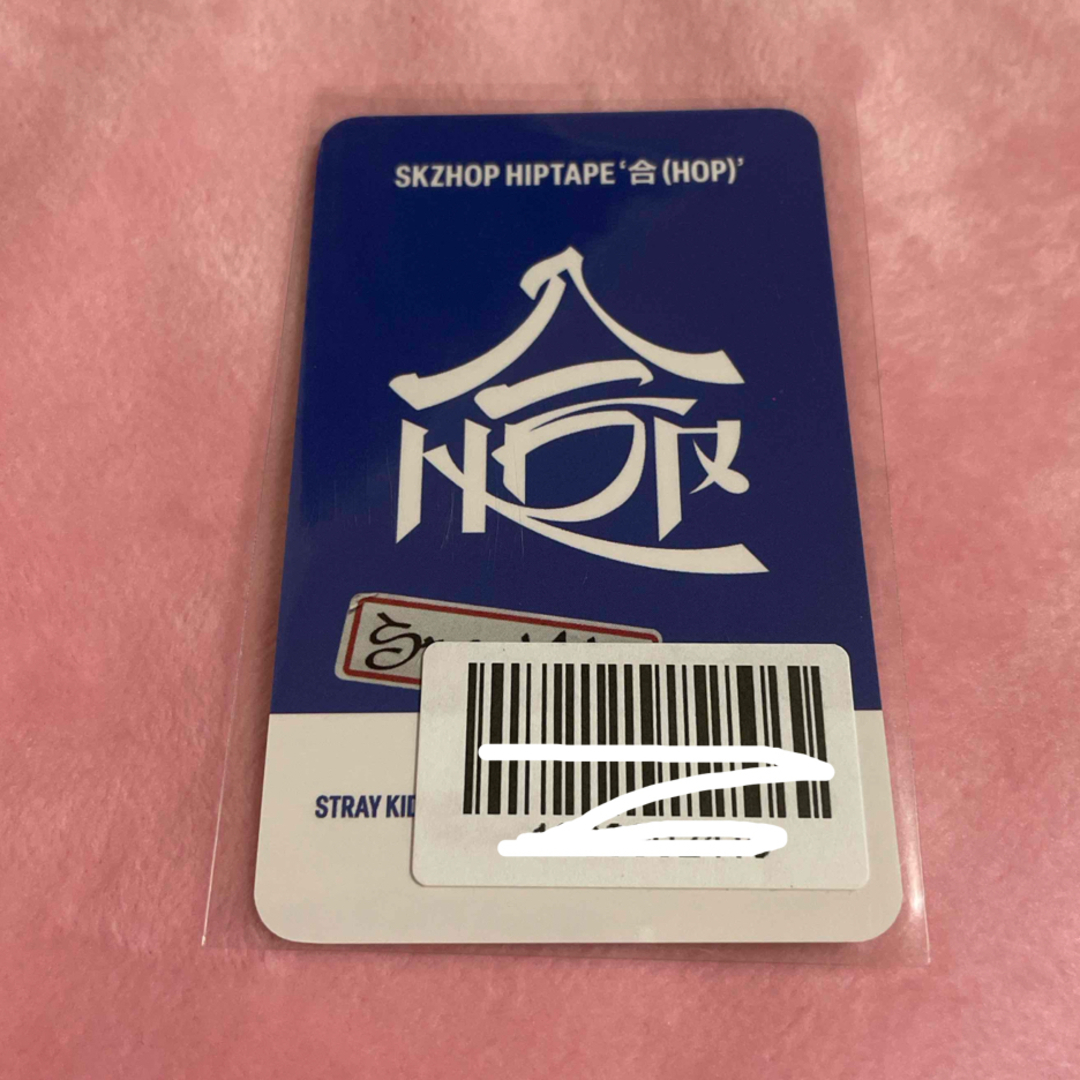 SKZHOP HIPTAPE ‘合 (HOP)’
合
HOP
STRAY KID